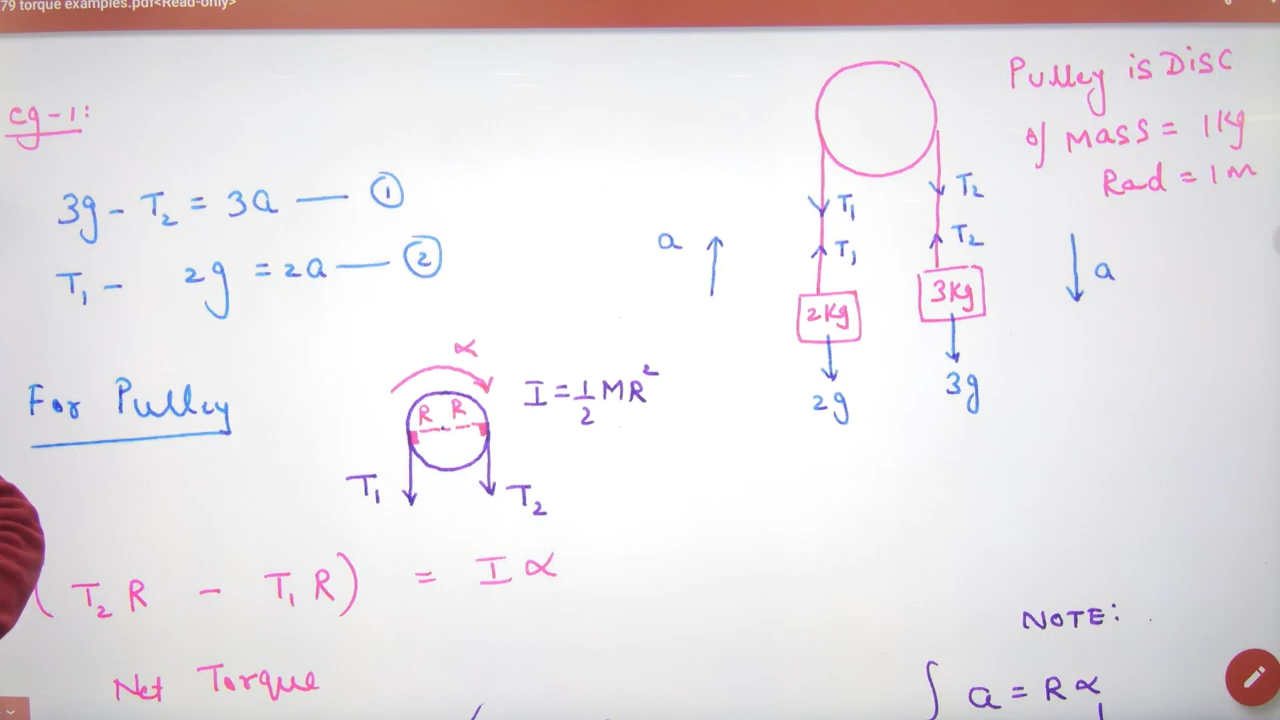 79 torque examples.pdf<Read-only>
eg-1:
3g - T₂ = 3a — ①
T₁ - 2g = 2a — ②
For Pulley
α
R R
I = 1/2 MR²
T₁
T₂
(T₂R - T₁R) = Iα
Net Torque
Pulley is Disc
of Mass = 1Kg
Rad = 1m
T₁
T₂
a
T₁
T₂
a
2Kg
3Kg
2g
3g
NOTE:
a = Rα